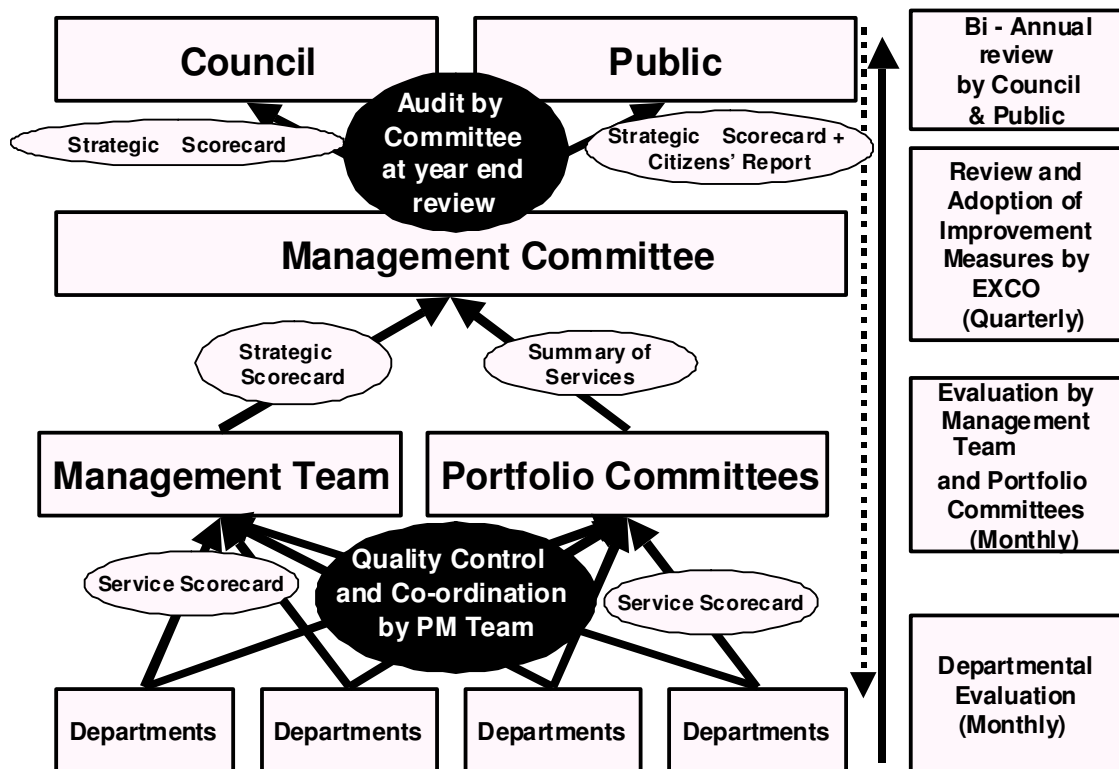 Council
Public
Audit by
Committee
at year end
review
Strategic Scorecard
Strategic Scorecard +
Citizens' Report
Management Committee
Strategic
Scorecard
Summary of
Services
Management Team
Portfolio Committees
Quality Control
and Co-ordination
by PM Team
Service Scorecard
Service Scorecard
Departments
Departments
Departments
Departments
Bi - Annual
review
by Council
& Public
Review and
Adoption of
Improvement
Measures by
EXCO
(Quarterly)
Evaluation by
Management
Team
and Portfolio
Committees
(Monthly)
Departmental
Evaluation
(Monthly)